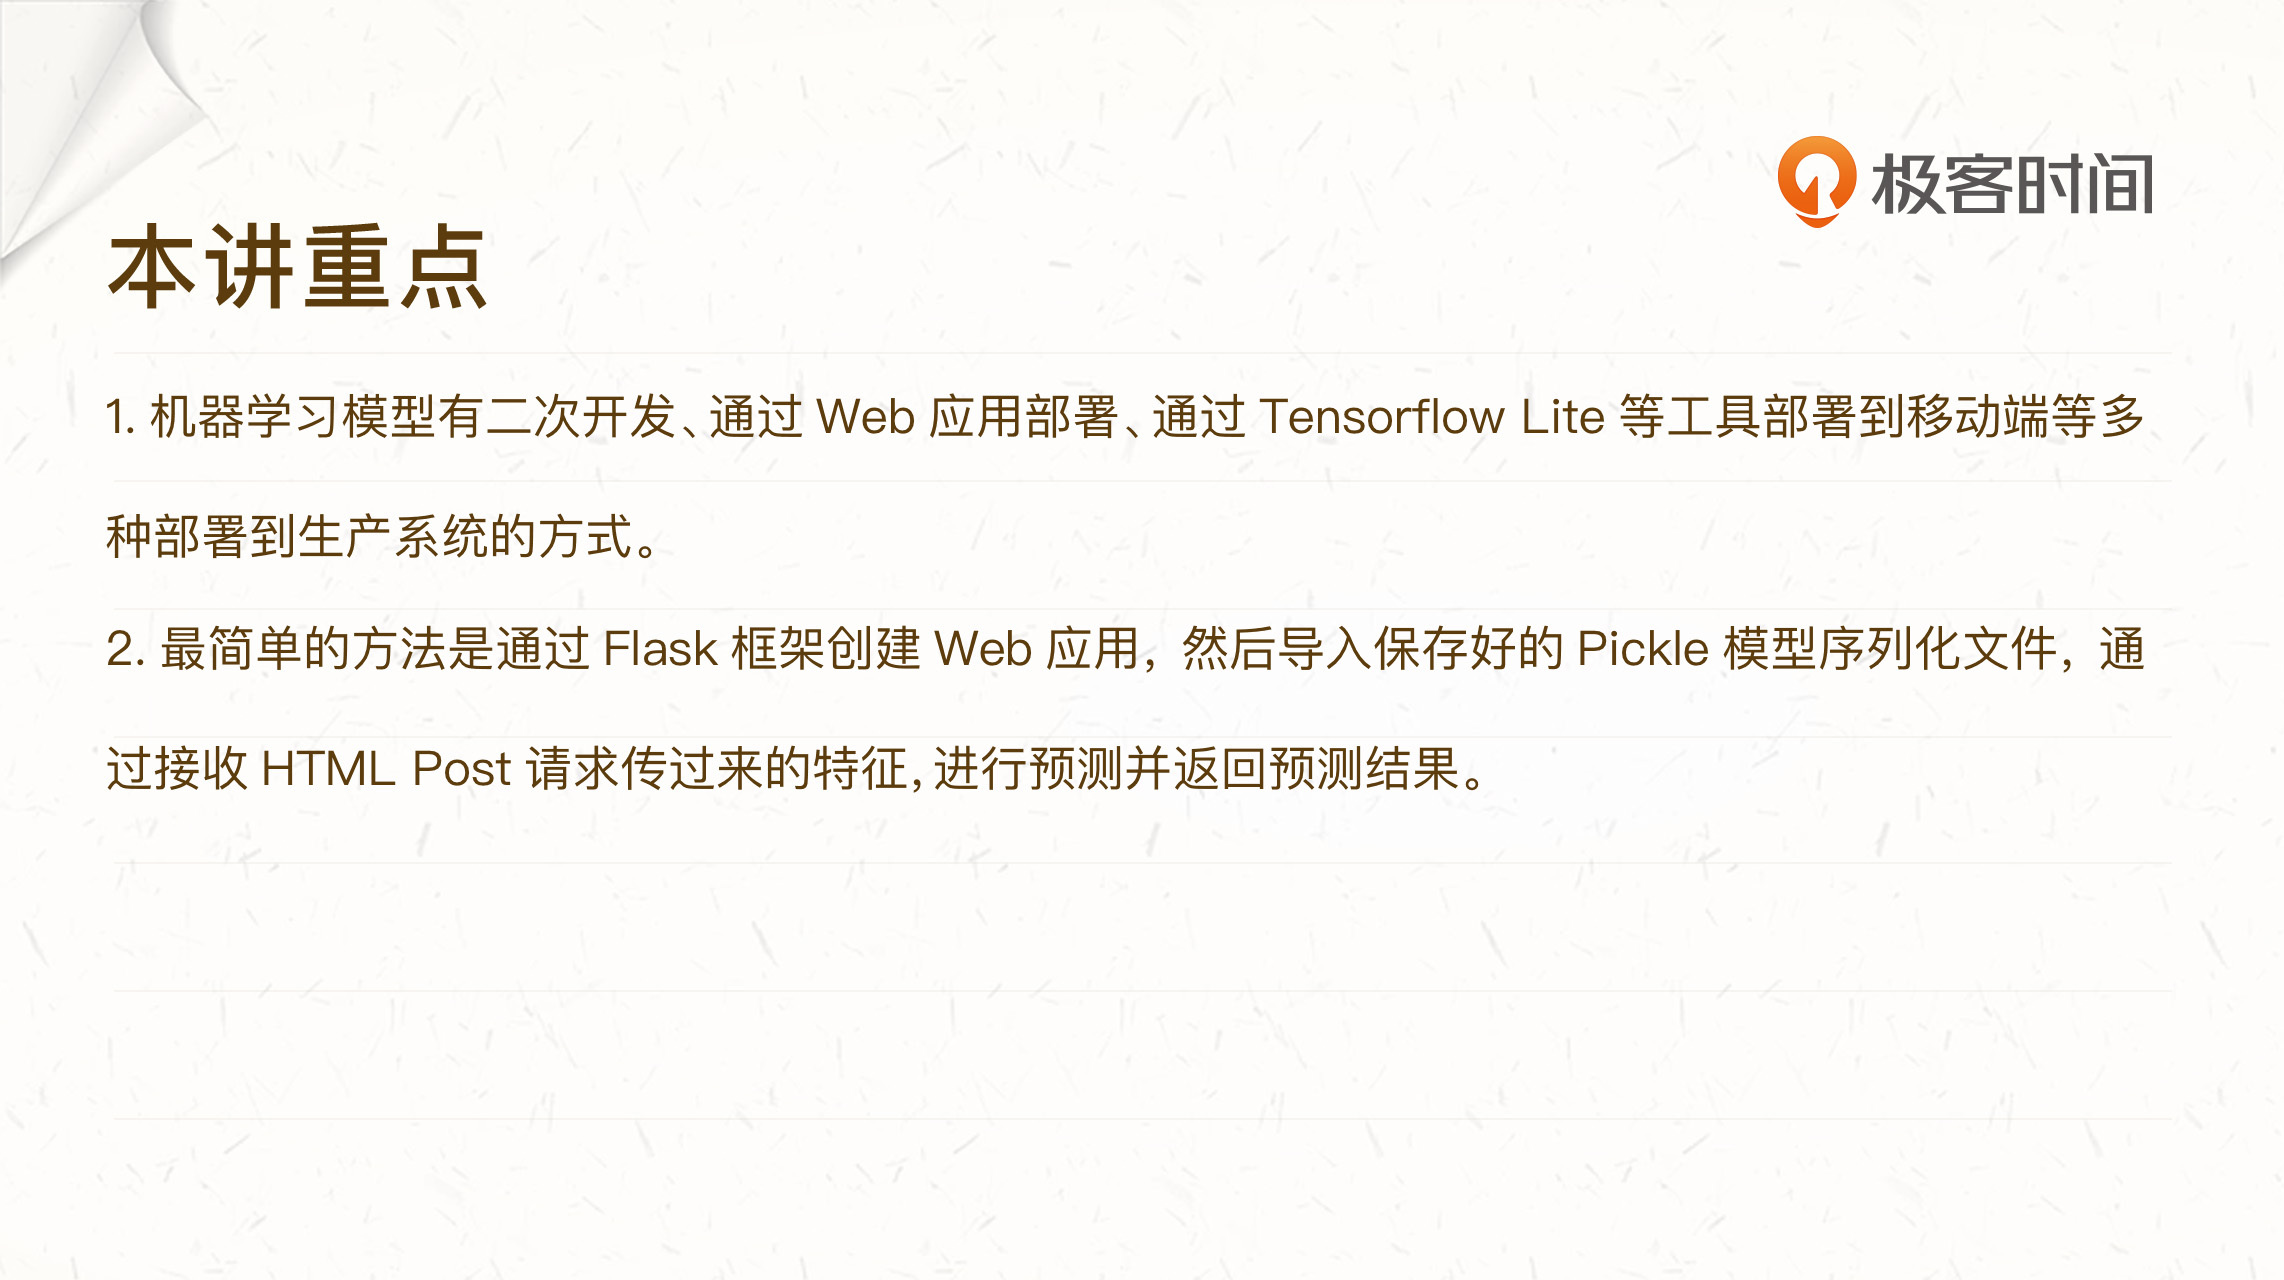 极客时间
本讲重点
1. 机器学习模型有二次开发、通过 Web 应用部署、通过 Tensorflow Lite 等工具部署到移动端等多
种部署到生产系统的方式。
2. 最简单的方法是通过 Flask 框架创建 Web 应用，然后导入保存好的 Pickle 模型序列化文件，通
过接收 HTML Post 请求传过来的特征，进行预测并返回预测结果。